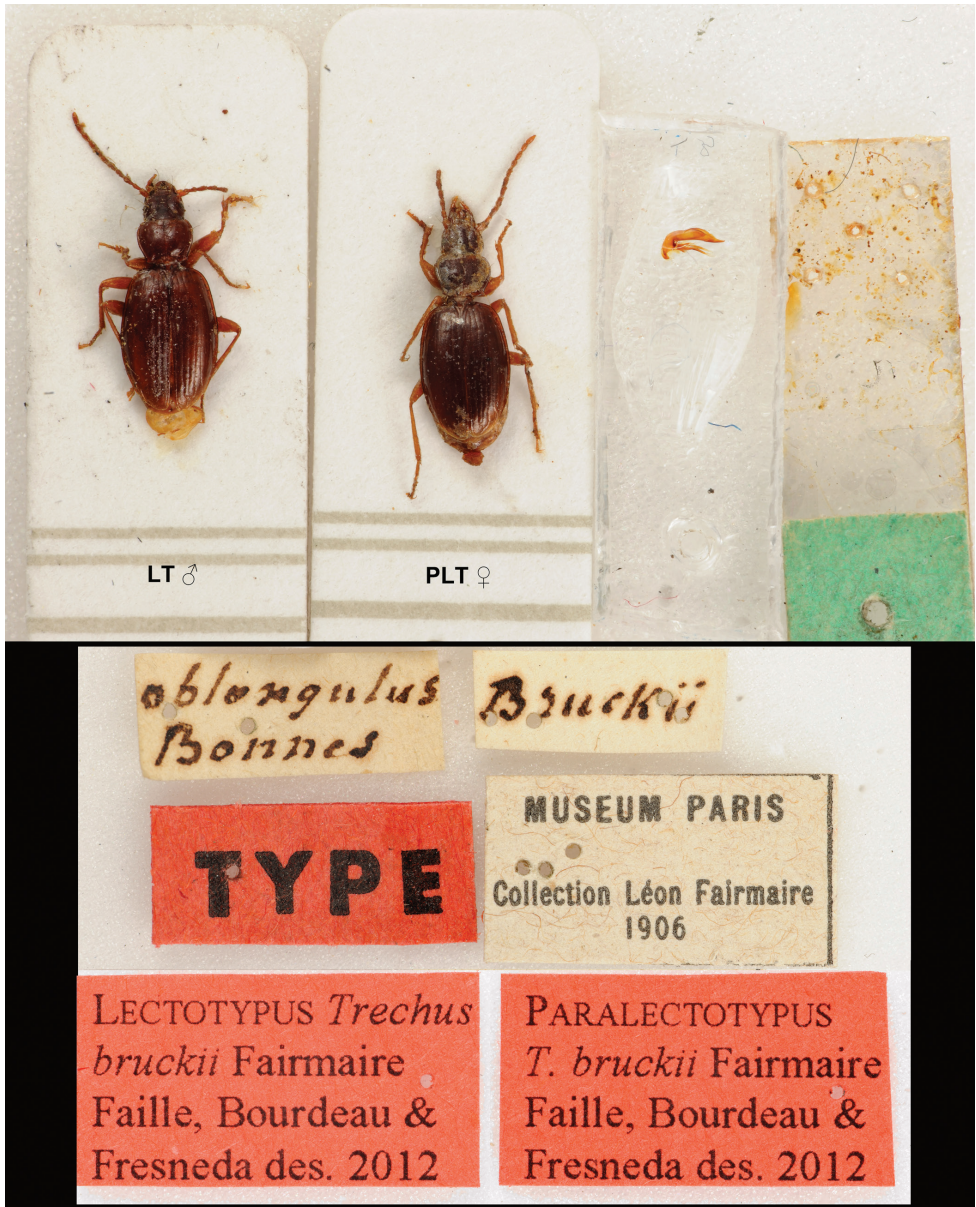 LT ♂
PLT ♀
oblongulus
Bonnes
Bruckii
TYPE
MUSEUM PARIS
Collection Léon Fairmaire
1906
LECTOTYPUS Trechus
bruckii Fairmaire
Faille, Bourdeau &
Fresneda des. 2012
PARALECTOTYPUS
T. bruckii Fairmaire
Faille, Bourdeau &
Fresneda des. 2012